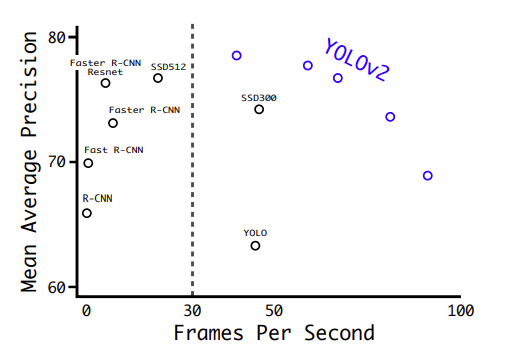 80
Faster R-CNN
Resnet
SSD512
YOLOv2
SSD300
Faster R-CNN
Fast R-CNN
70
R-CNN
YOLO
60
Mean Average Precision
0
30
50
100
Frames Per Second